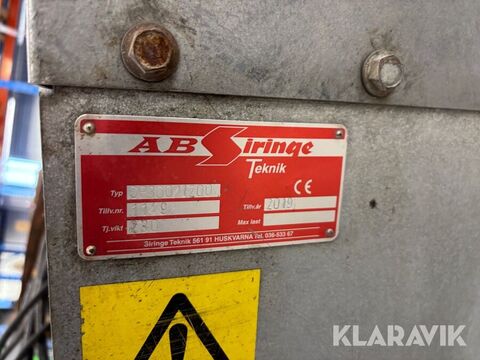 AB Siringe
Teknik
Typ
CE
Tillv.nr.
Tillv.år 2019
Tj.vikt
Max last
Siringe Teknik 561 91 HUSKVARNA Tel. 036-533 67
KLARAVIK